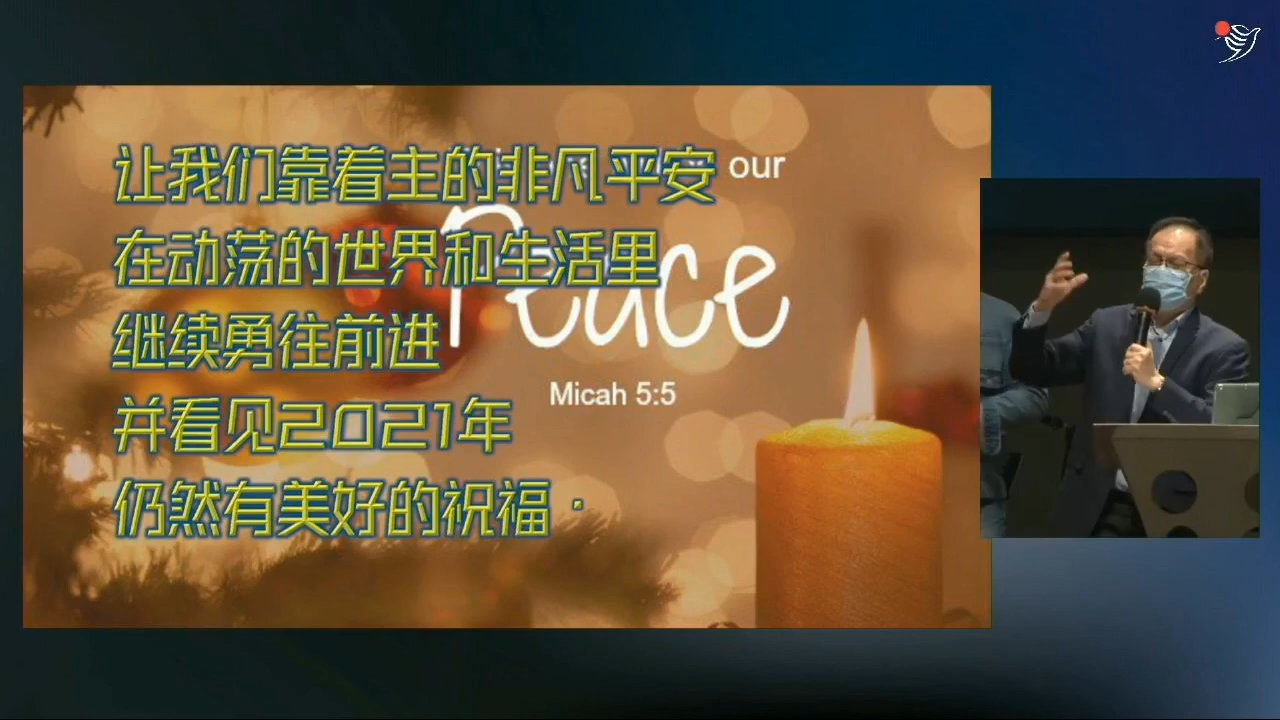 让我们靠着主的非凡平安
our
在动荡的世界和生活里
Peace
继续勇往前进
Micah 5:5
并看见2021年
仍然有美好的祝福·